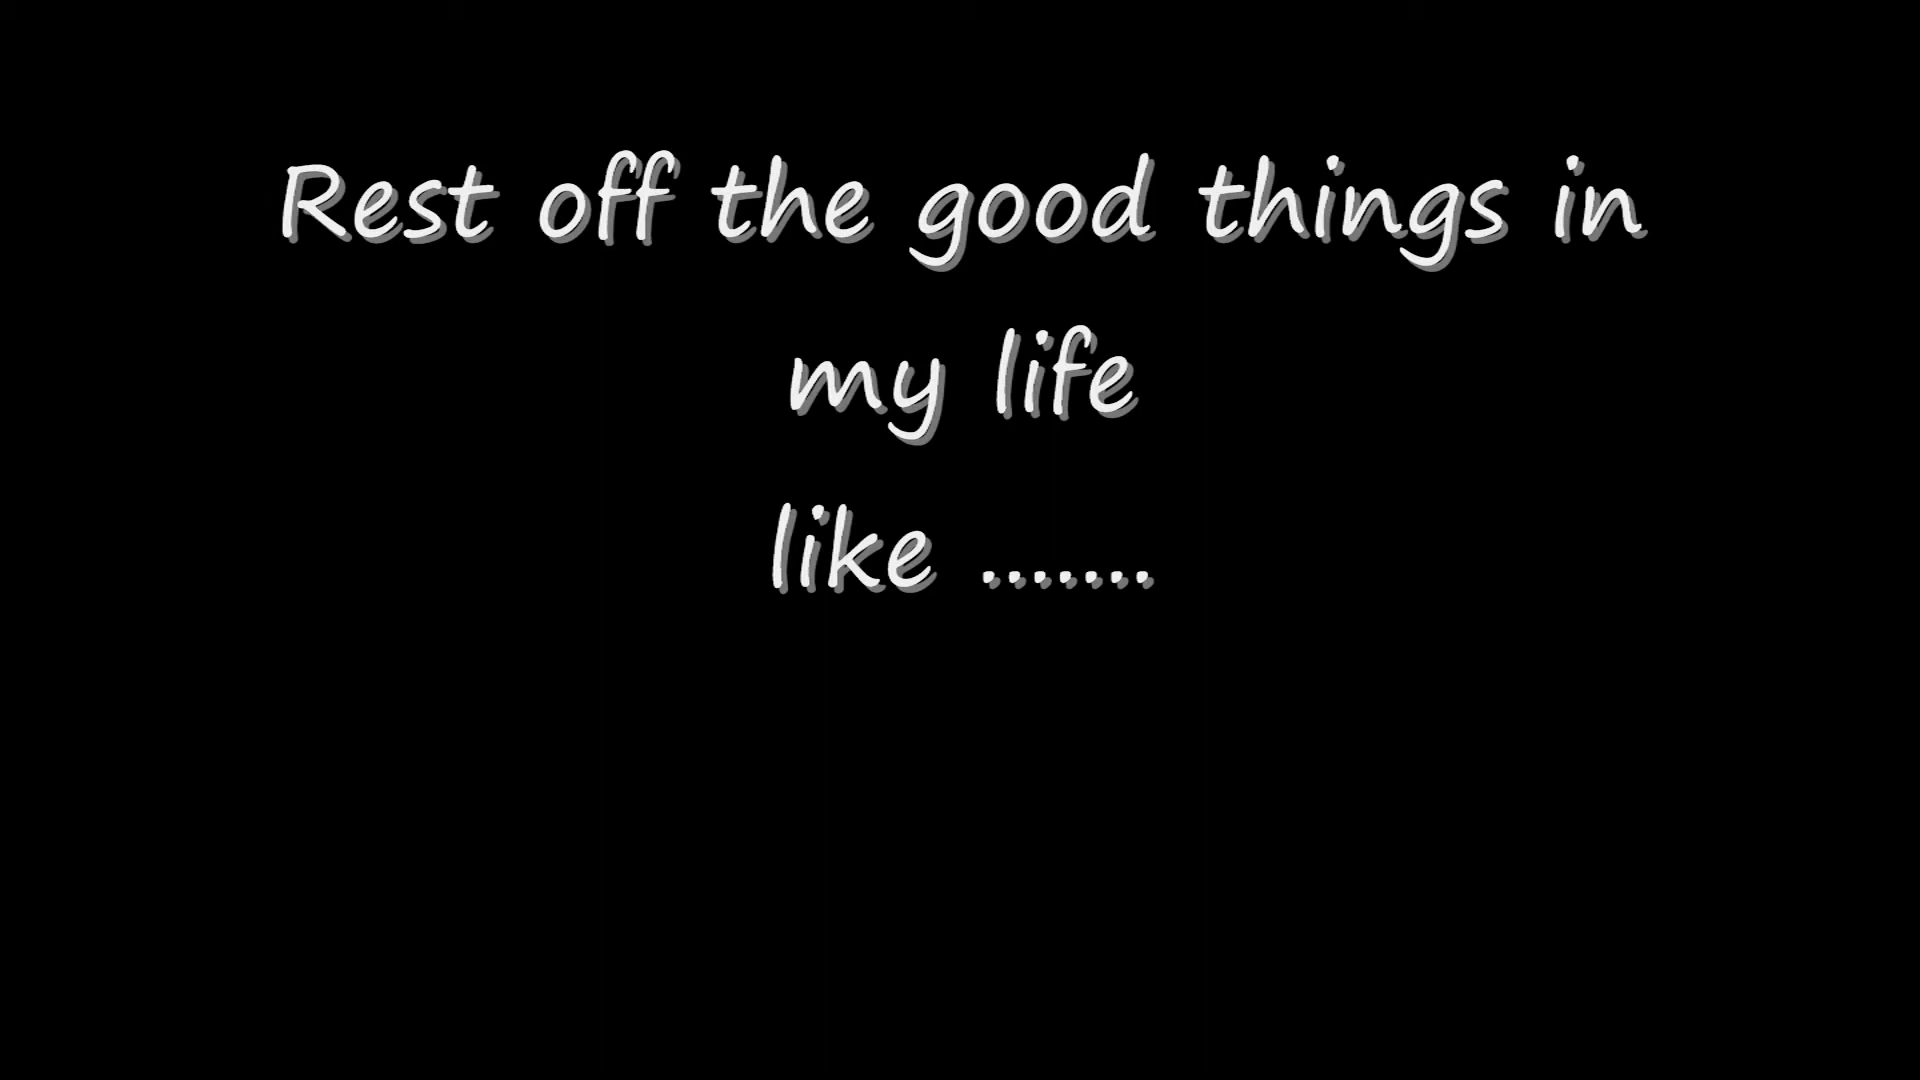 Rest off the good things in
my life
like .......